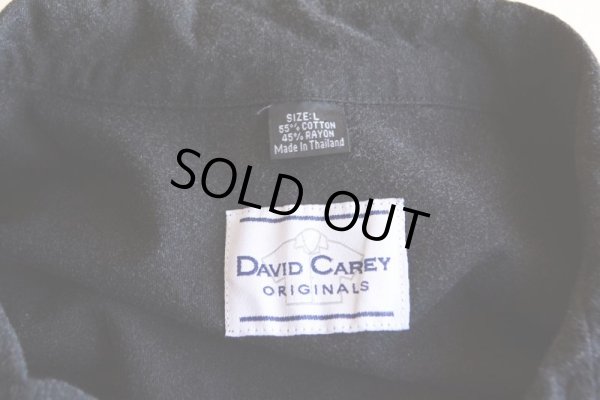 SIZE:L
55% COTTON
45% RAYON
Made In Thailand
SOLD OUT
DAVID CAREY
ORIGINALS